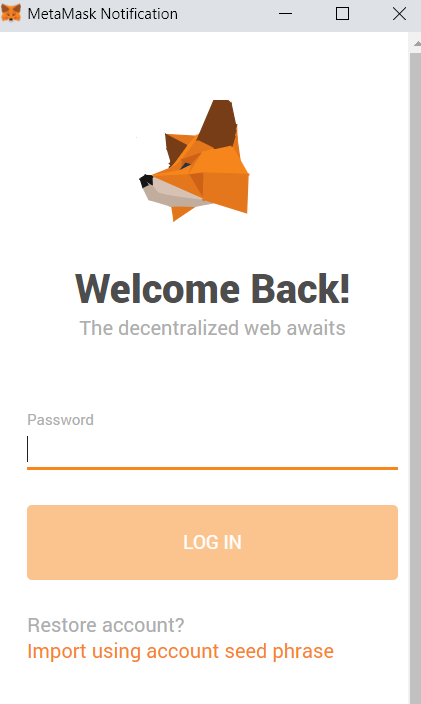 MetaMask Notification
Welcome Back!
The decentralized web awaits
Password
LOG IN
Restore account?
Import using account seed phrase